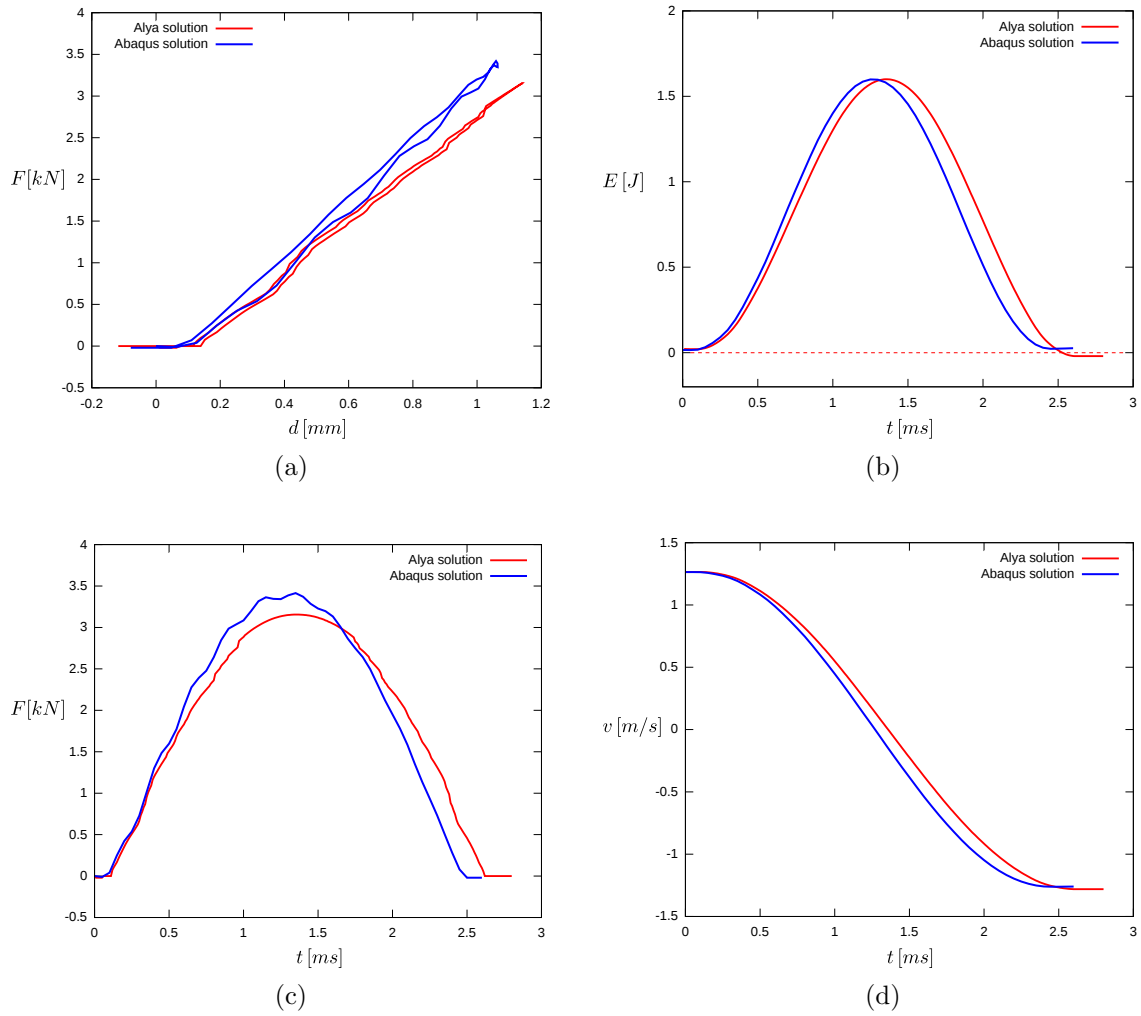 4
3.5
3
2.5
2
1.5
1
0.5
0
-0.5
-0.2 0 0.2 0.4 0.6 0.8 1 1.2
F[kN]
d [mm]
Alya solution
Abaqus solution
(a)
2
1.5
1
0.5
0
0 0.5 1 1.5 2 2.5 3
E [J]
t [ms]
Alya solution
Abaqus solution
(b)
4
3.5
3
2.5
2
1.5
1
0.5
0
-0.5
0 0.5 1 1.5 2 2.5 3
F[kN]
t [ms]
Alya solution
Abaqus solution
(c)
1.5
1
0.5
0
-0.5
-1
-1.5
0 0.5 1 1.5 2 2.5 3
v [m/s]
t [ms]
Alya solution
Abaqus solution
(d)